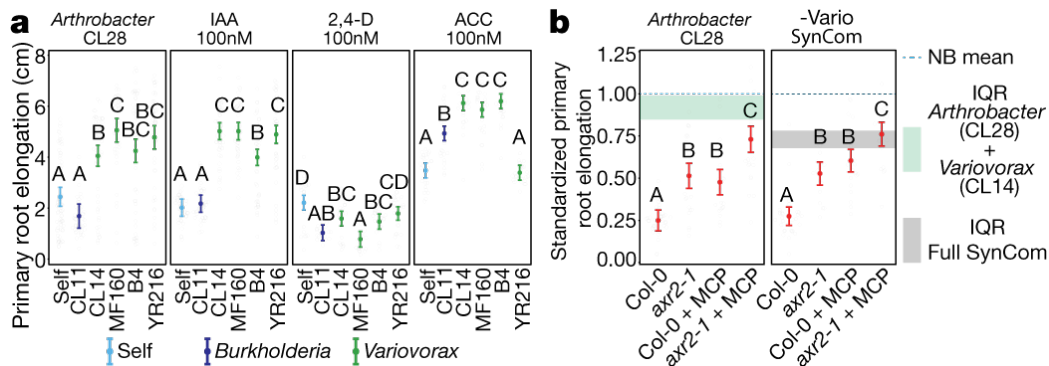 a
Arthrobacter
CL28
IAA
100nM
2,4-D
100nM
ACC
100nM
Primary root elongation (cm)
8
6
4
2
0
A A B C BC BC
A A C C B C
D AB BC A BC CD
A B C C C A
Self CL11 CL14 MF160 B4 YR216
Self CL11 CL14 MF160 B4 YR216
Self CL11 CL14 MF160 B4 YR216
Self CL11 CL14 MF160 B4 YR216
Self Burkholderia Variovorax
b
Arthrobacter
CL28
-Vario
SynCom
Standardized primary
root elongation
1.25
1.00
0.75
0.50
0.25
0.00
A B B C
A B B C
Col-0 axr2-1 Col-0 + MCP axr2-1 + MCP
Col-0 axr2-1 Col-0 + MCP axr2-1 + MCP
NB mean
IQR
Arthrobacter
(CL28)
+
Variovorax
(CL14)
IQR
Full SynCom